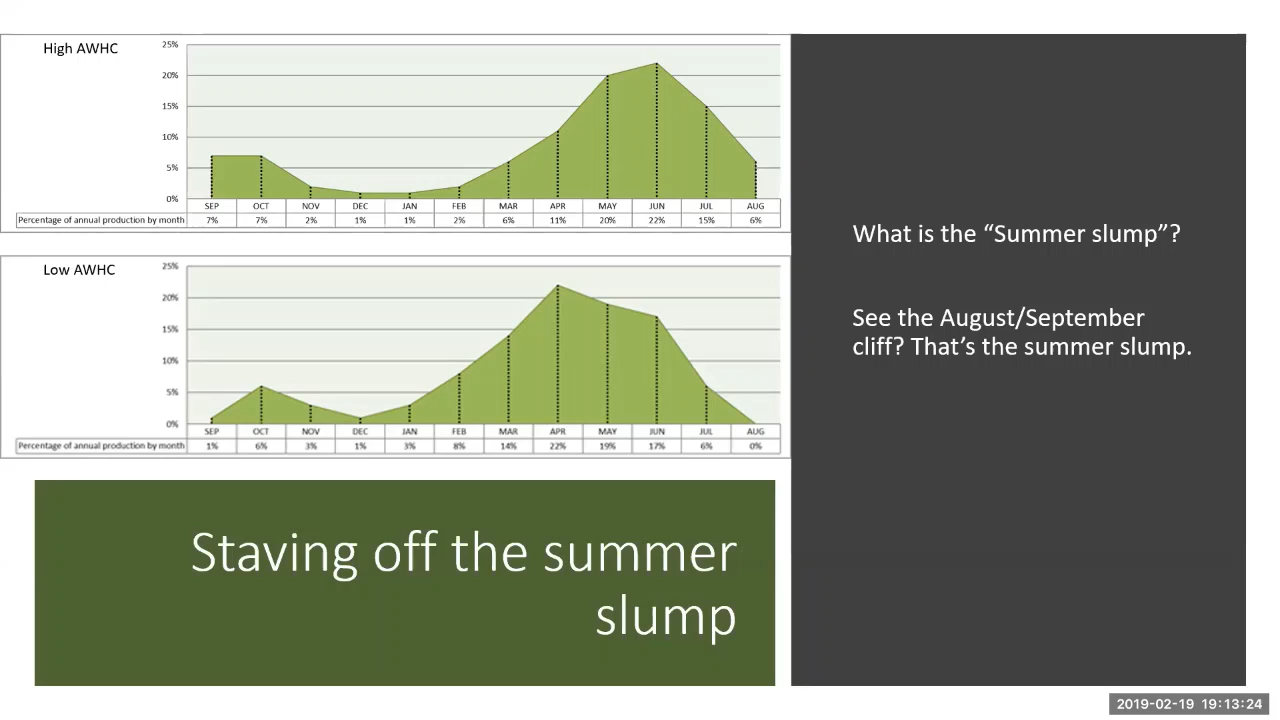 High AWHC
25%
20%
15%
10%
5%
0%
SEP OCT NOV DEC JAN FEB MAR APR MAY JUN JUL AUG
Percentage of annual production by month 7% 7% 2% 1% 1% 2% 6% 11% 20% 22% 15% 6%
Low AWHC
25%
20%
15%
10%
5%
0%
SEP OCT NOV DEC JAN FEB MAR APR MAY JUN JUL AUG
Percentage of annual production by month 1% 6% 3% 1% 3% 8% 14% 22% 19% 17% 6% 0%
Staving off the summer
slump
What is the “Summer slump”?
See the August/September
cliff? That’s the summer slump.
2019-02-19 19:13:24